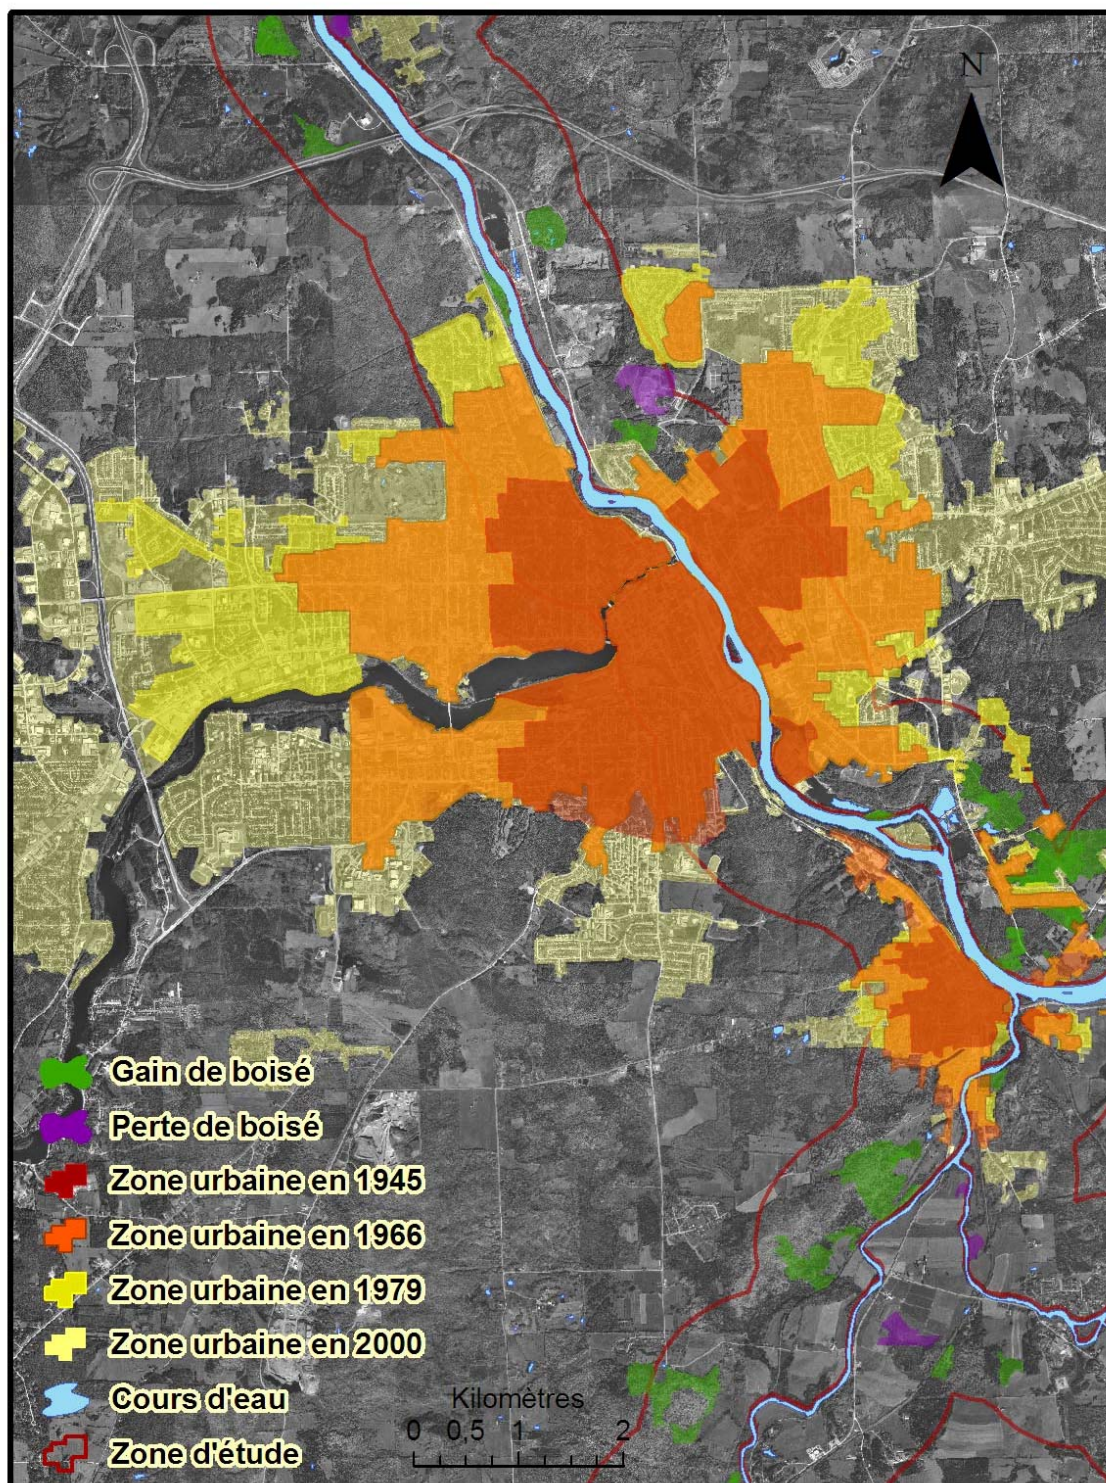 N
Gain de boisé
Perte de boisé
Zone urbaine en 1945
Zone urbaine en 1966
Zone urbaine en 1979
Zone urbaine en 2000
Cours d'eau
Zone d'étude
Kilomètres
0 0,5 1 2